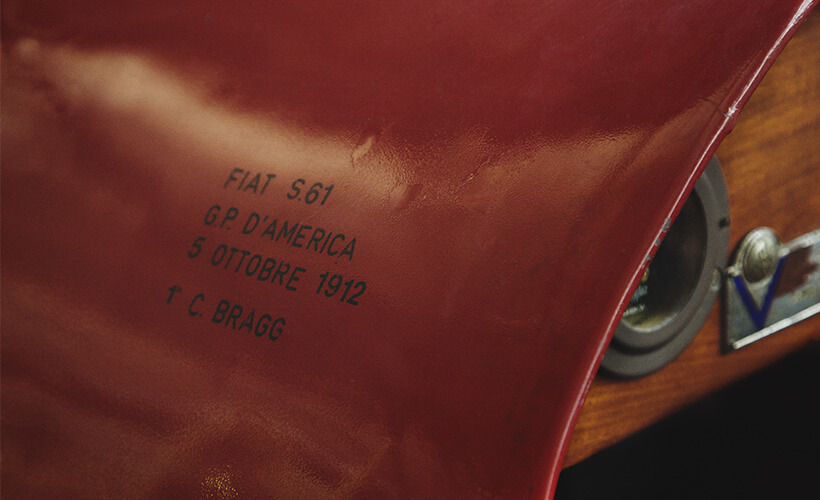 FIAT S.61
G.P. D'AMERICA
5 OTTOBRE 1912
1° C. BRAGG
V